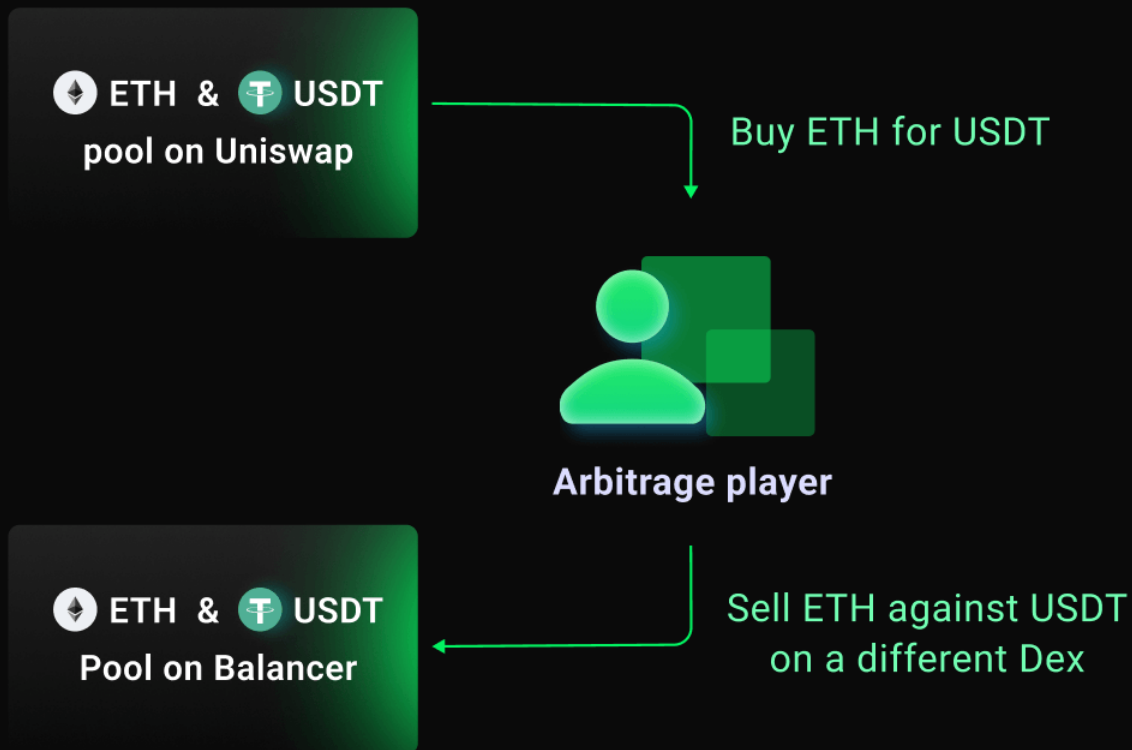 ETH & USDT
pool on Uniswap
Buy ETH for USDT
Arbitrage player
ETH & USDT
Pool on Balancer
Sell ETH against USDT
on a different Dex